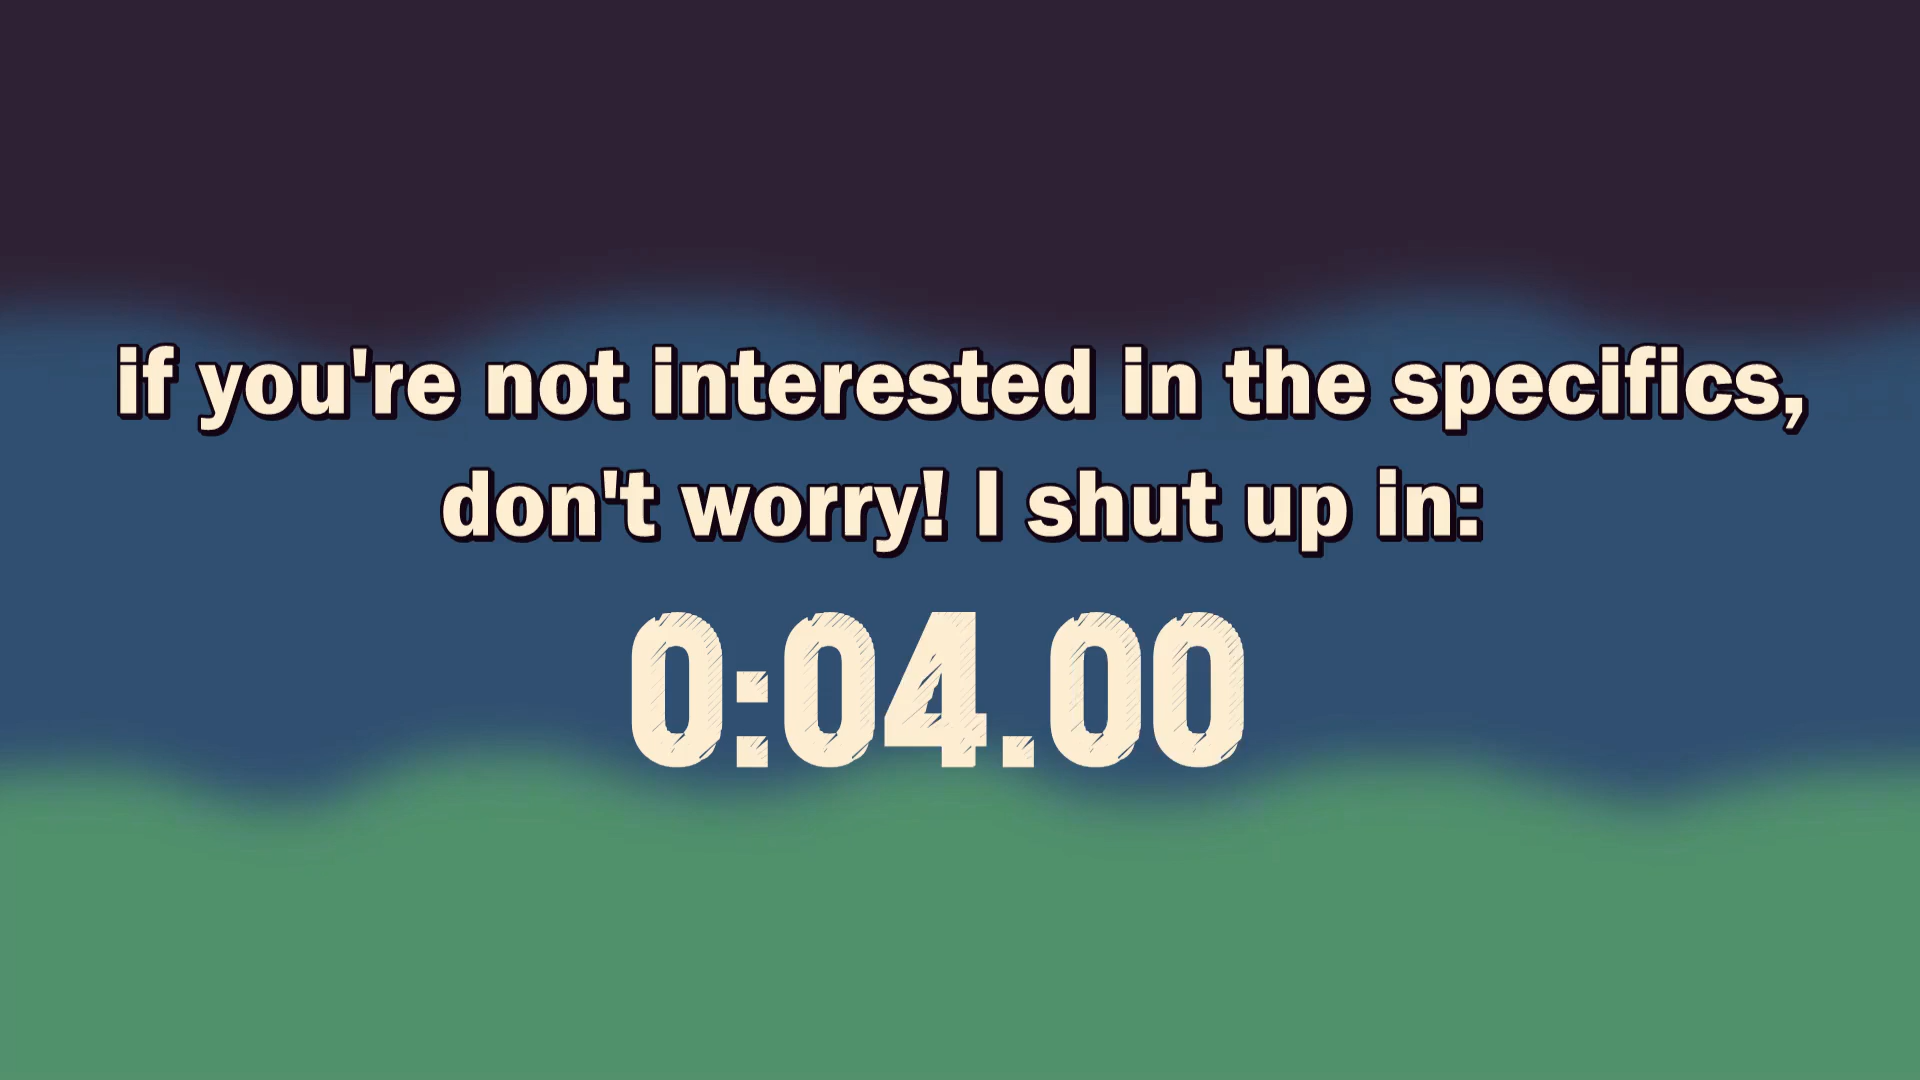 if you're not interested in the specifics,
don't worry! I shut up in:
0:04.00